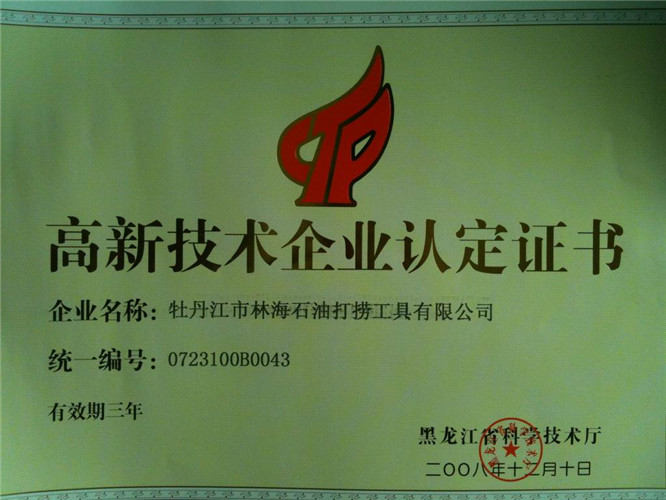 高新技术企业认定证书
企业名称：牡丹江市林海石油打捞工具有限公司
统一编号：0723100B0043
有效期三年
黑龙江省科学技术厅
二〇〇八年十二月十日